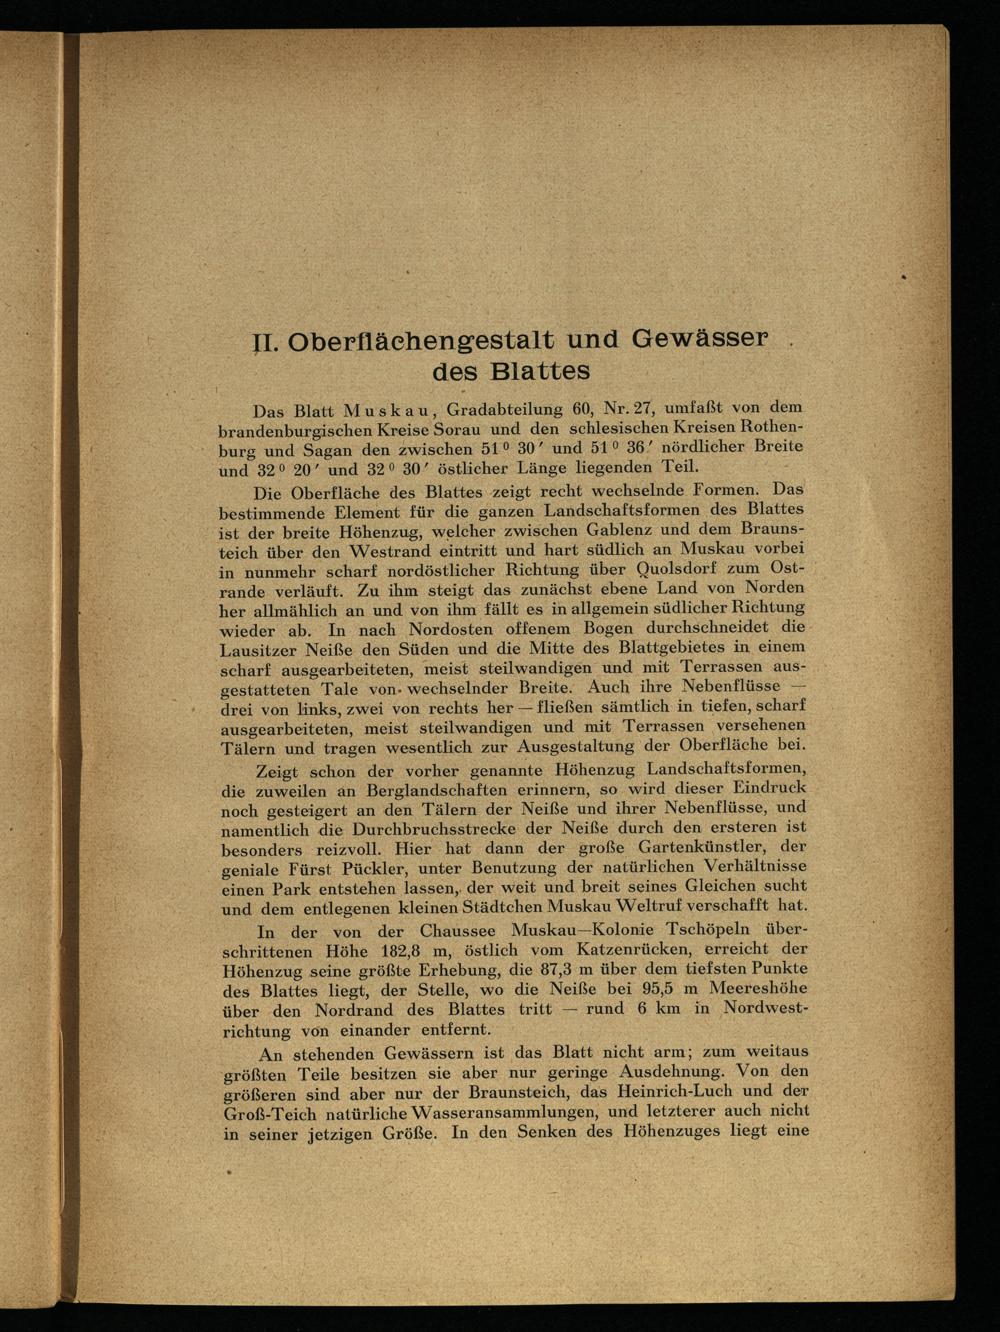 II. Oberflächengestalt und Gewässer
des Blattes
Das Blatt Muskau, Gradabteilung 60, Nr. 27, umfaßt von dem
brandenburgischen Kreise Sorau und den schlesischen Kreisen Rothen-
burg und Sagan den zwischen 51⁰ 30′ und 51⁰ 36′ nördlicher Breite
und 32⁰ 20′ und 32⁰ 30′ östlicher Länge liegenden Teil.
Die Oberfläche des Blattes zeigt recht wechselnde Formen. Das
bestimmende Element für die ganzen Landschaftsformen des Blattes
ist der breite Höhenzug, welcher zwischen Gablenz und dem Brauns-
teich über den Westrand eintritt und hart südlich an Muskau vorbei
in nunmehr scharf nordöstlicher Richtung über Quolsdorf zum Ost-
rande verläuft. Zu ihm steigt das zunächst ebene Land von Norden
her allmählich an und von ihm fällt es in allgemein südlicher Richtung
wieder ab. In nach Nordosten offenem Bogen durchschneidet die
Lausitzer Neiße den Süden und die Mitte des Blattgebietes in einem
scharf ausgearbeiteten, meist steilwandigen und mit Terrassen aus-
gestatteten Tale von wechselnder Breite. Auch ihre Nebenflüsse —
drei von links, zwei von rechts her — fließen sämtlich in tiefen, scharf
ausgearbeiteten, meist steilwandigen und mit Terrassen versehenen
Tälern und tragen wesentlich zur Ausgestaltung der Oberfläche bei.
Zeigt schon der vorher genannte Höhenzug Landschaftsformen,
die zuweilen an Berglandschaften erinnern, so wird dieser Eindruck
noch gesteigert an den Tälern der Neiße und ihrer Nebenflüsse, und
namentlich die Durchbruchsstrecke der Neiße durch den ersteren ist
besonders reizvoll. Hier hat dann der große Gartenkünstler, der
geniale Fürst Pückler, unter Benutzung der natürlichen Verhältnisse
einen Park entstehen lassen, der weit und breit seines Gleichen sucht
und dem entlegenen kleinen Städtchen Muskau Weltruf verschafft hat.
In der von der Chaussee Muskau—Kolonie Tschöpeln über-
schrittenen Höhe 182,8 m, östlich vom Katzenrücken, erreicht der
Höhenzug seine größte Erhebung, die 87,3 m über dem tiefsten Punkte
des Blattes liegt, der Stelle, wo die Neiße bei 95,5 m Meereshöhe
über den Nordrand des Blattes tritt — rund 6 km in Nordwest-
richtung von einander entfernt.
An stehenden Gewässern ist das Blatt nicht arm; zum weitaus
größten Teile besitzen sie aber nur geringe Ausdehnung. Von den
größeren sind aber nur der Braunsteich, das Heinrich-Luch und der
Groß-Teich natürliche Wasseransammlungen, und letzterer auch nicht
in seiner jetzigen Größe. In den Senken des Höhenzuges liegt eine